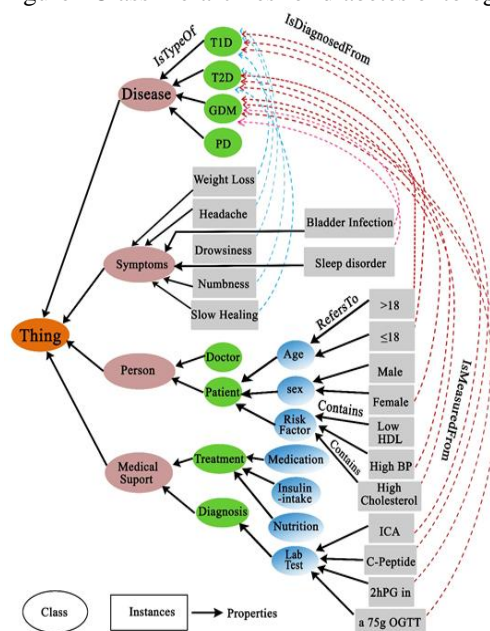 IsTypeOf
IsDiagnosedFrom
T1D
T2D
Disease
GDM
PD
Weight Loss
Headache
Bladder Infection
Drowsiness
Symptoms
Sleep disorder
Numbness
Slow Healing
RefersTo
>18
Thing
Doctor
Age
≤18
Person
Male
Patient
sex
IsMeasuredFrom
Contains
Female
Risk
Factor
Low
HDL
Contains
High BP
Medical
Suport
Treatment
Medication
High
Cholesterol
Insulin
-intake
Diagnosis
Nutrition
ICA
Lab
Test
C-Peptide
2hPG in
a 75g OGTT
Class
Instances
Properties